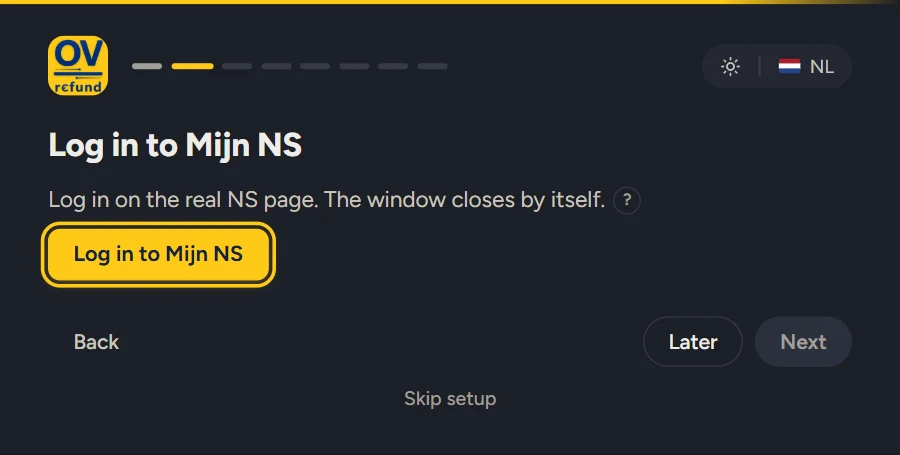 OV
refund
NL
Log in to Mijn NS
Log in on the real NS page. The window closes by itself. ?
Log in to Mijn NS
Back
Later
Next
Skip setup